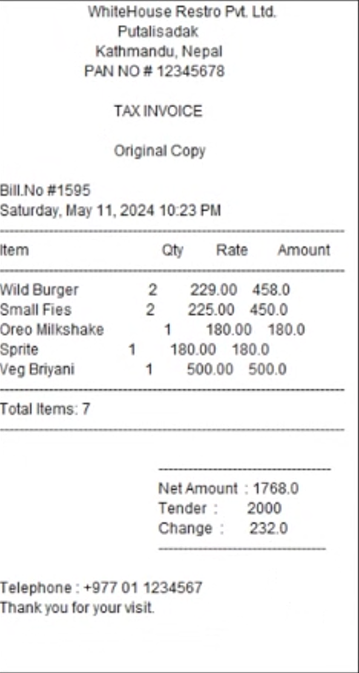 WhiteHouse Restro Pvt. Ltd.
Putalisadak
Kathmandu, Nepal
PAN NO # 12345678
TAX INVOICE
Original Copy
Bill.No #1595
Saturday, May 11, 2024 10:23 PM
Item Qty Rate Amount
Wild Burger 2 229.00 458.0
Small Fies 2 225.00 450.0
Oreo Milkshake 1 180.00 180.0
Sprite 1 180.00 180.0
Veg Briyani 1 500.00 500.0
Total Items: 7
Net Amount : 1768.0
Tender : 2000
Change : 232.0
Telephone : +977 01 1234567
Thank you for your visit.